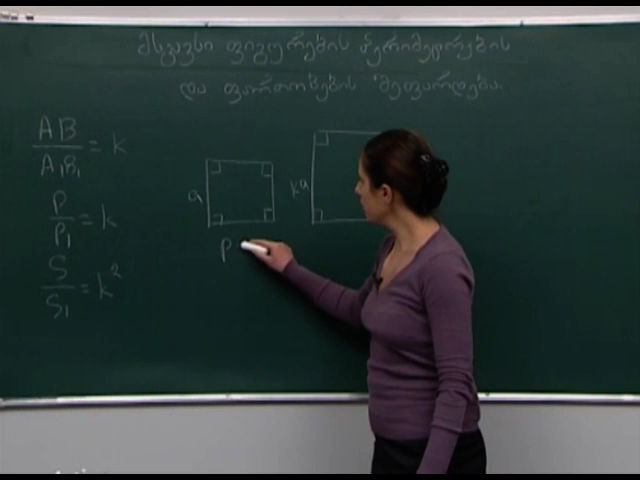 მსგავსი ფიგურების პერიმეტრების
და ფართობების შეფარდება.
AB/A₁B₁ = k
P/P₁ = k
S/S₁ = k²
a
ka
P